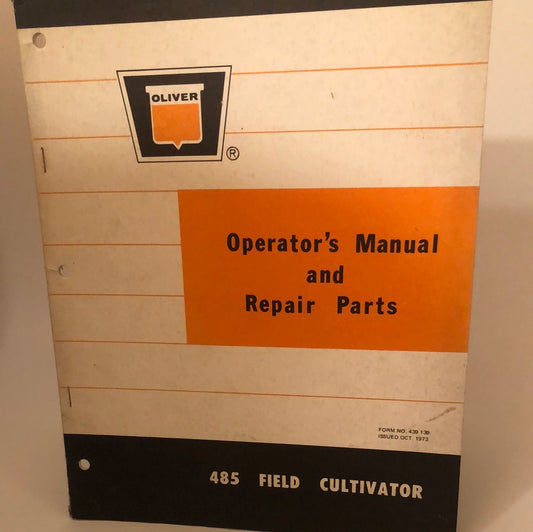 OLIVER
®
Operator's Manual
and
Repair Parts
FORM NO. 439 139
ISSUED OCT. 1973
485 FIELD CULTIVATOR